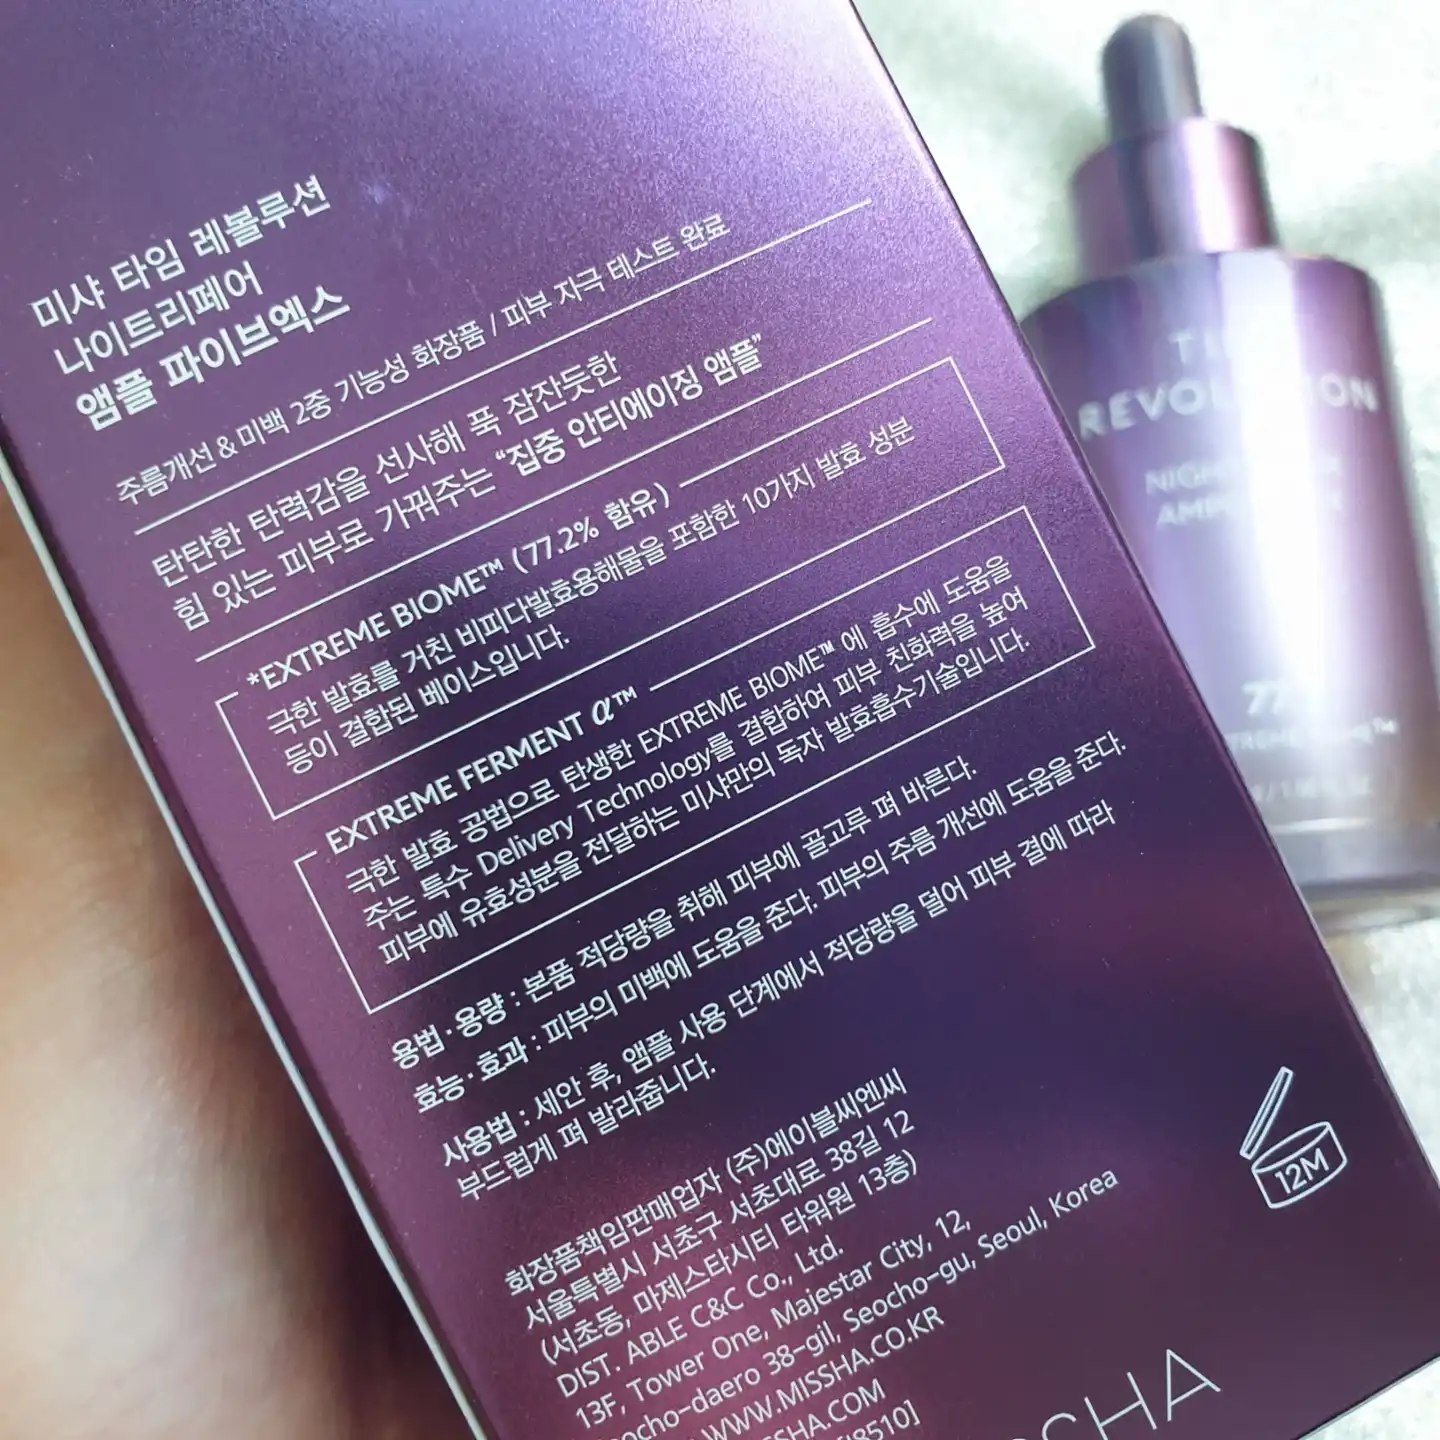 미샤 타임 레볼루션
나이트리페어
앰플 파이브엑스
주름개선 & 미백 2중 기능성 화장품 / 피부 자극 테스트 완료
탄탄한 탄력감을 선사해 푹 잠잔듯한
힘 있는 피부로 가꿔주는 “집중 안티에이징 앰플”
*EXTREME BIOME™ (77.2% 함유)
극한 발효를 거친 비피다발효용해물을 포함한 10가지 발효 성분
등이 결합된 베이스입니다.
EXTREME FERMENT α™
극한 발효 공법으로 탄생한 EXTREME BIOME™ 에 흡수에 도움을
주는 특수 Delivery Technology를 결합하여 피부 친화력을 높여
피부에 유효성분을 전달하는 미샤만의 독자 발효흡수기술입니다.
용법·용량 : 본품 적당량을 취해 피부에 골고루 펴 바른다.
효능·효과 : 피부의 미백에 도움을 준다. 피부의 주름 개선에 도움을 준다.
사용법 : 세안 후, 앰플 사용 단계에서 적당량을 덜어 피부 결에 따라
부드럽게 펴 발라줍니다.
화장품책임판매업자 (주)에이블씨엔씨
서울특별시 서초구 서초대로 38길 12
(서초동, 마제스타시티 타워원 13층)
DIST. ABLE C&C Co., Ltd.
13F, Tower One, Majestar City, 12,
Seocho-daero 38-gil, Seocho-gu, Seoul, Korea
WWW.MISSHA.CO.KR
12M
REVOLUTION